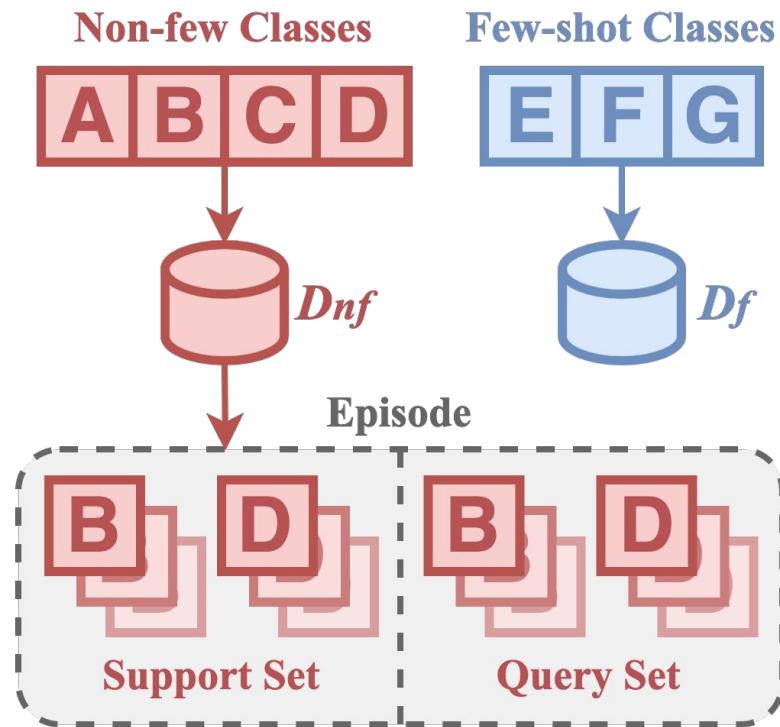 Non-few Classes
Few-shot Classes
A B C D
E F G
Dnf
Df
Episode
B D
B D
B D
B D
B D
B D
Support Set
Query Set